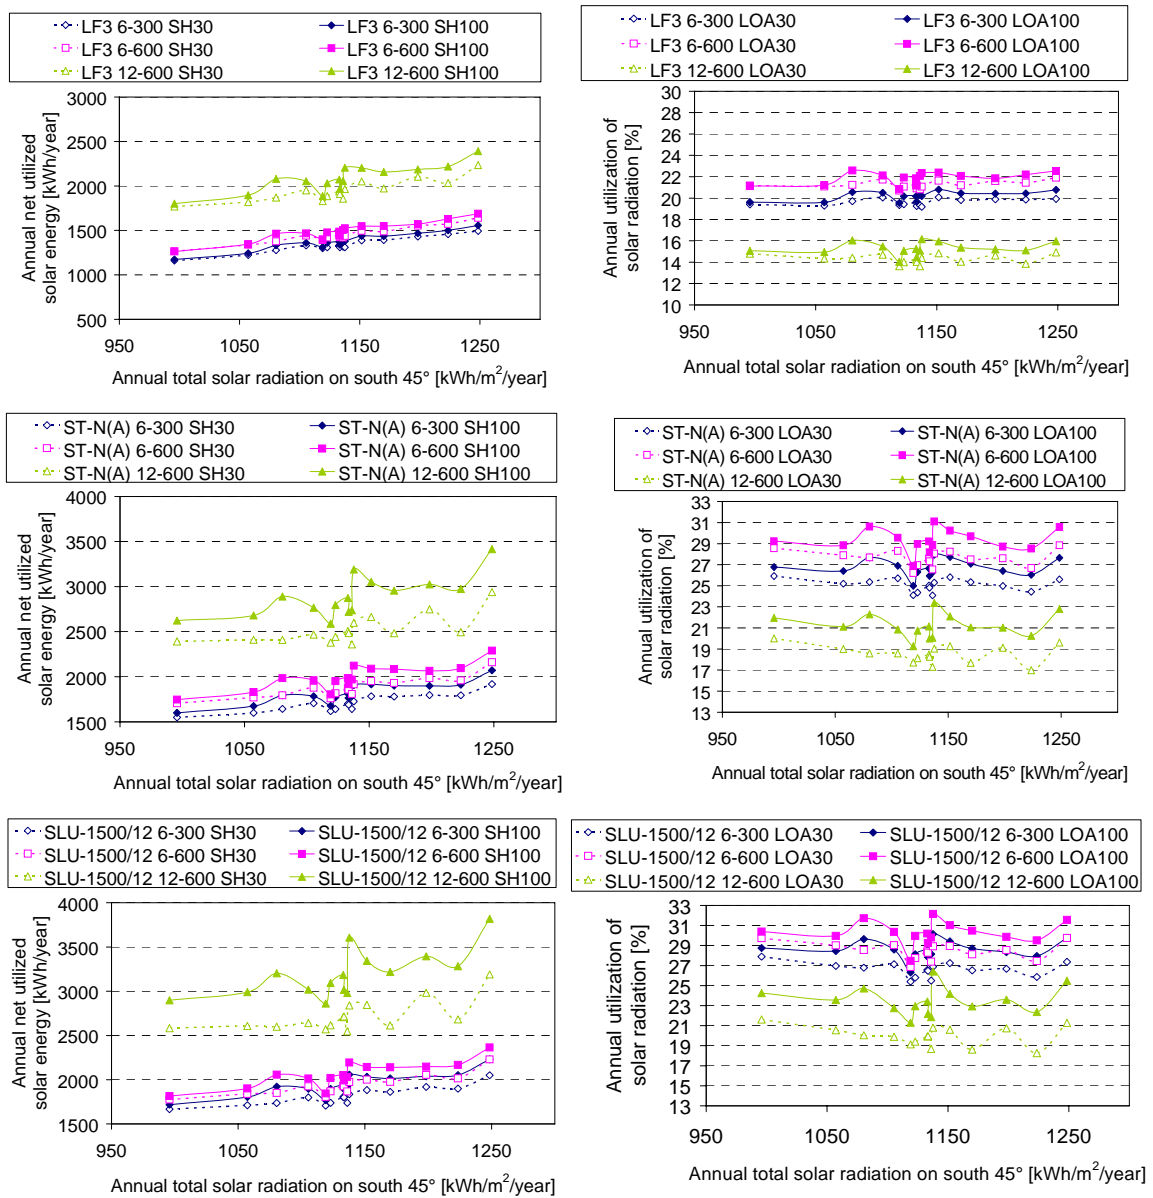 LF3 6-300 SH30
LF3 6-300 SH100
LF3 6-600 SH30
LF3 6-600 SH100
LF3 12-600 SH30
LF3 12-600 SH100
Annual net utilized
solar energy [kWh/year]
3000
2500
2000
1500
1000
500
950
1050
1150
1250
Annual total solar radiation on south 45° [kWh/m²/year]
LF3 6-300 LOA30
LF3 6-300 LOA100
LF3 6-600 LOA30
LF3 6-600 LOA100
LF3 12-600 LOA30
LF3 12-600 LOA100
Annual utilization of
solar radiation [%]
30
28
26
24
22
20
18
16
14
12
10
950
1050
1150
1250
Annual total solar radiation on south 45° [kWh/m²/year]
ST-N(A) 6-300 SH30
ST-N(A) 6-300 SH100
ST-N(A) 6-600 SH30
ST-N(A) 6-600 SH100
ST-N(A) 12-600 SH30
ST-N(A) 12-600 SH100
Annual net utilized
solar energy [kWh/year]
4000
3500
3000
2500
2000
1500
950
1050
1150
1250
Annual total solar radiation on south 45° [kWh/m²/year]
ST-N(A) 6-300 LOA30
ST-N(A) 6-300 LOA100
ST-N(A) 6-600 LOA30
ST-N(A) 6-600 LOA100
ST-N(A) 12-600 LOA30
ST-N(A) 12-600 LOA100
Annual utilization of
solar radiation [%]
33
31
29
27
25
23
21
19
17
15
13
950
1050
1150
1250
Annual total solar radiation on south 45° [kWh/m²/year]
SLU-1500/12 6-300 SH30
SLU-1500/12 6-300 SH100
SLU-1500/12 6-600 SH30
SLU-1500/12 6-600 SH100
SLU-1500/12 12-600 SH30
SLU-1500/12 12-600 SH100
Annual net utilized
solar energy [kWh/year]
4000
3500
3000
2500
2000
1500
950
1050
1150
1250
Annual total solar radiation on south 45° [kWh/m²/year]
SLU-1500/12 6-300 LOA30
SLU-1500/12 6-300 LOA100
SLU-1500/12 6-600 LOA30
SLU-1500/12 6-600 LOA100
SLU-1500/12 12-600 LOA30
SLU-1500/12 12-600 LOA100
Annual utilization of
solar radiation [%]
33
31
29
27
25
23
21
19
17
15
13
950
1050
1150
1250
Annual total solar radiation on south 45° [kWh/m²/year]